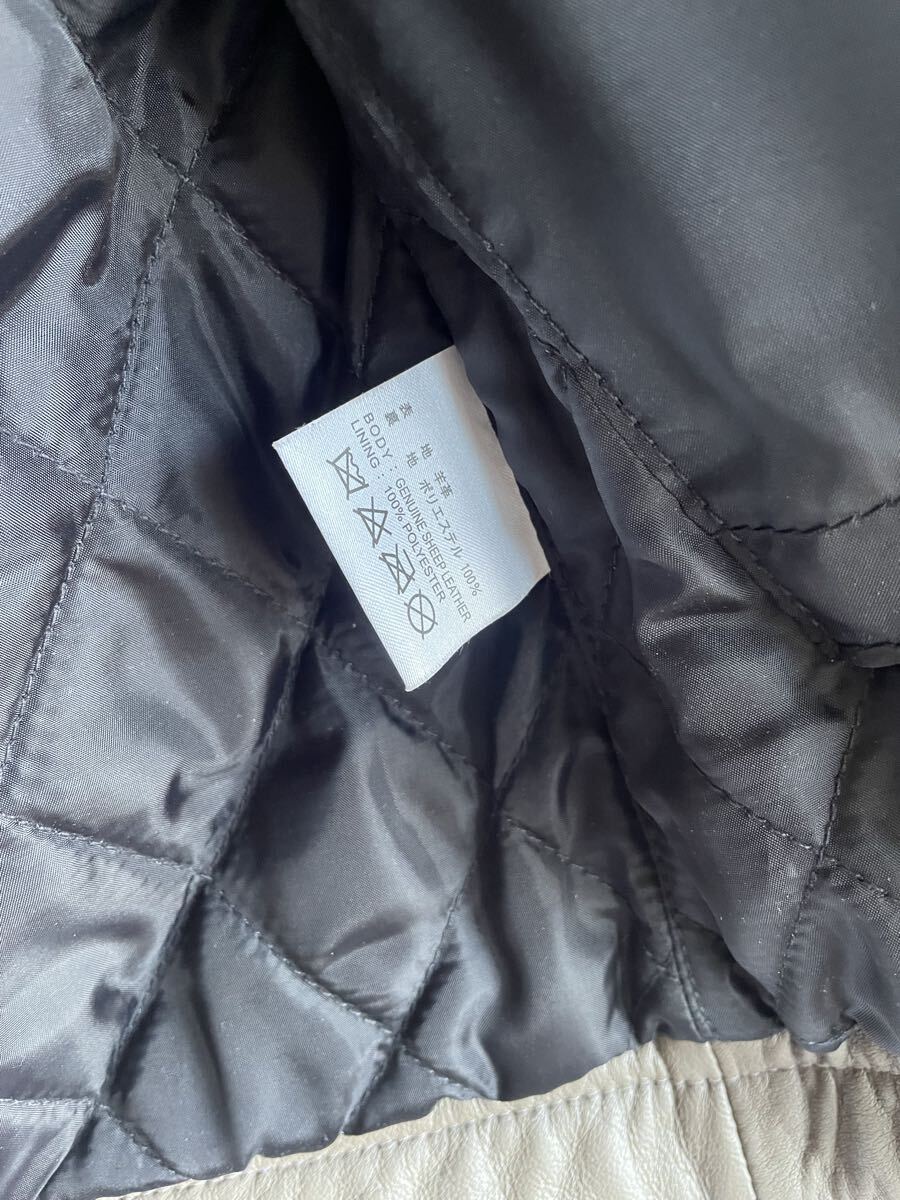 表　地 羊革
裏　地 ポリエステル 100%
BODY : GENUINE SHEEP LEATHER
LINING : 100% POLYESTER